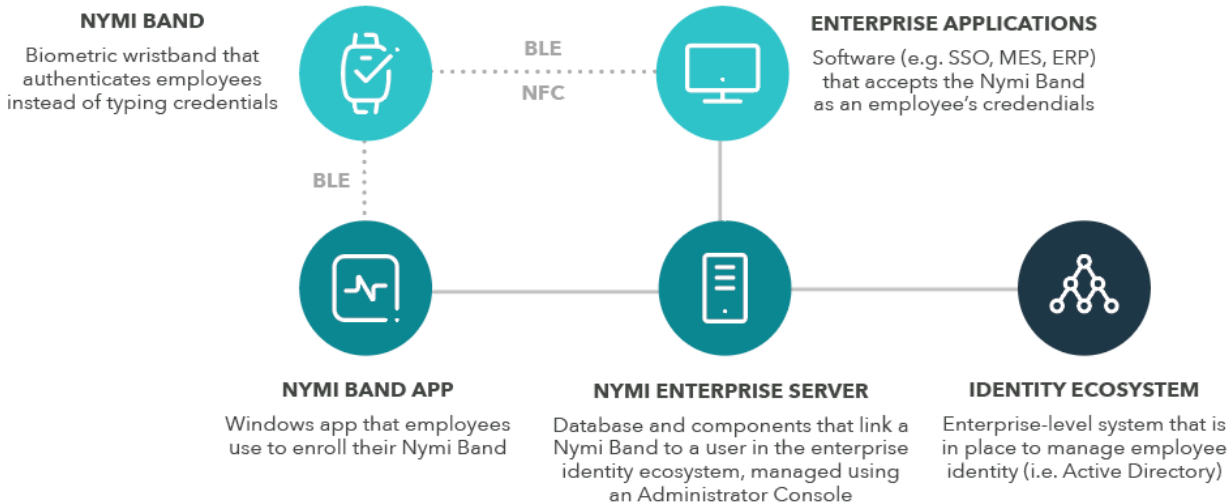 NYMI BAND
Biometric wristband that
authenticates employees
instead of typing credentials
BLE
NFC
ENTERPRISE APPLICATIONS
Software (e.g. SSO, MES, ERP)
that accepts the Nymi Band
as an employee's credendials
BLE
NYMI BAND APP
Windows app that employees
use to enroll their Nymi Band
NYMI ENTERPRISE SERVER
Database and components that link a
Nymi Band to a user in the enterprise
identity ecosystem, managed using
an Administrator Console
IDENTITY ECOSYSTEM
Enterprise-level system that is
in place to manage employee
identity (i.e. Active Directory)